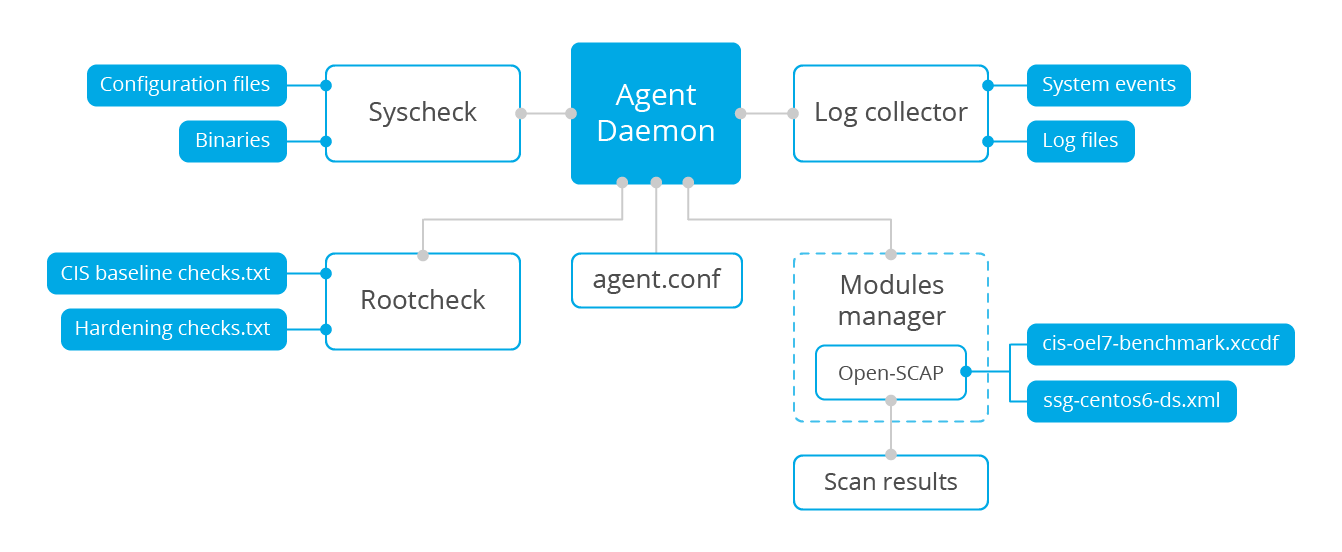 Configuration files
Binaries
Syscheck
Agent
Daemon
Log collector
System events
Log files
CIS baseline checks.txt
Hardening checks.txt
Rootcheck
agent.conf
Modules
manager
Open-SCAP
cis-oel7-benchmark.xccdf
ssg-centos6-ds.xml
Scan results